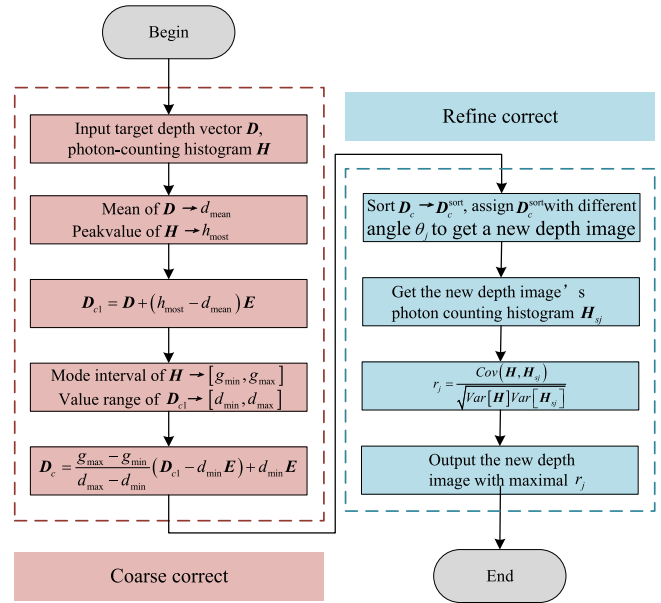 Begin
Input target depth vector D,
photon-counting histogram H
Mean of D → d_mean
Peakvalue of H → h_most
D_c1 = D + (h_most − d_mean) E
Mode interval of H → [g_min, g_max]
Value range of D_c1 → [d_min, d_max]
D_c = (g_max − g_min)/(d_max − d_min) (D_c1 − d_min E) + d_min E
Coarse correct
Refine correct
Sort D_c → D_c^sort, assign D_c^sort with different
angle θ_j to get a new depth image
Get the new depth image's
photon counting histogram H_sj
r_j = Cov(H, H_sj) / √(Var[H] Var[H_sj])
Output the new depth
image with maximal r_j
End